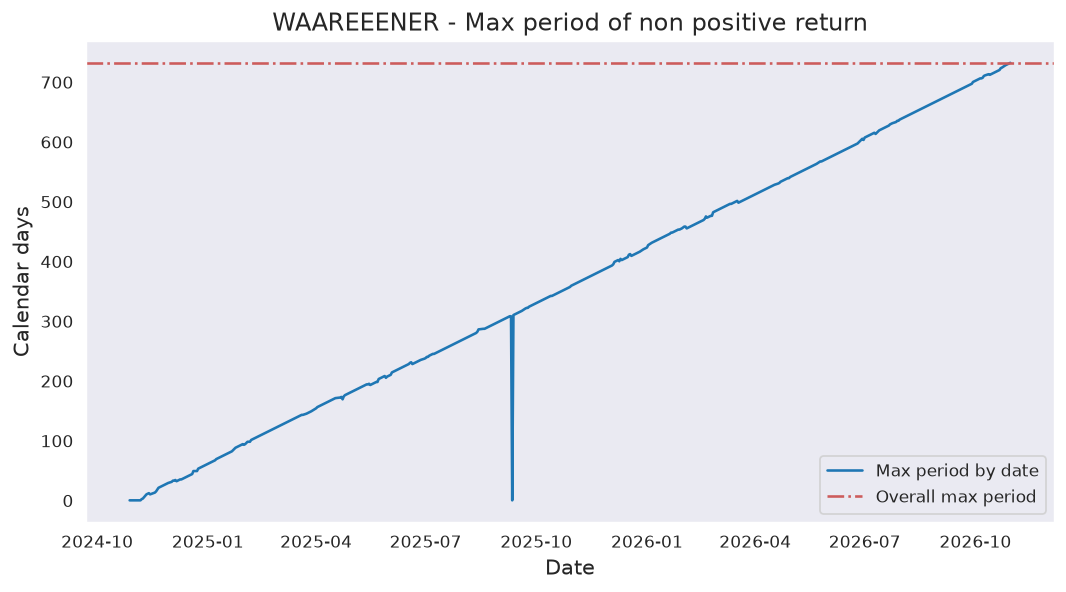 WAAREEENER - Max period of non positive return
Calendar days
700
600
500
400
300
200
100
0
2024-10 2025-01 2025-04 2025-07 2025-10 2026-01 2026-04 2026-07 2026-10
Date
Max period by date
Overall max period